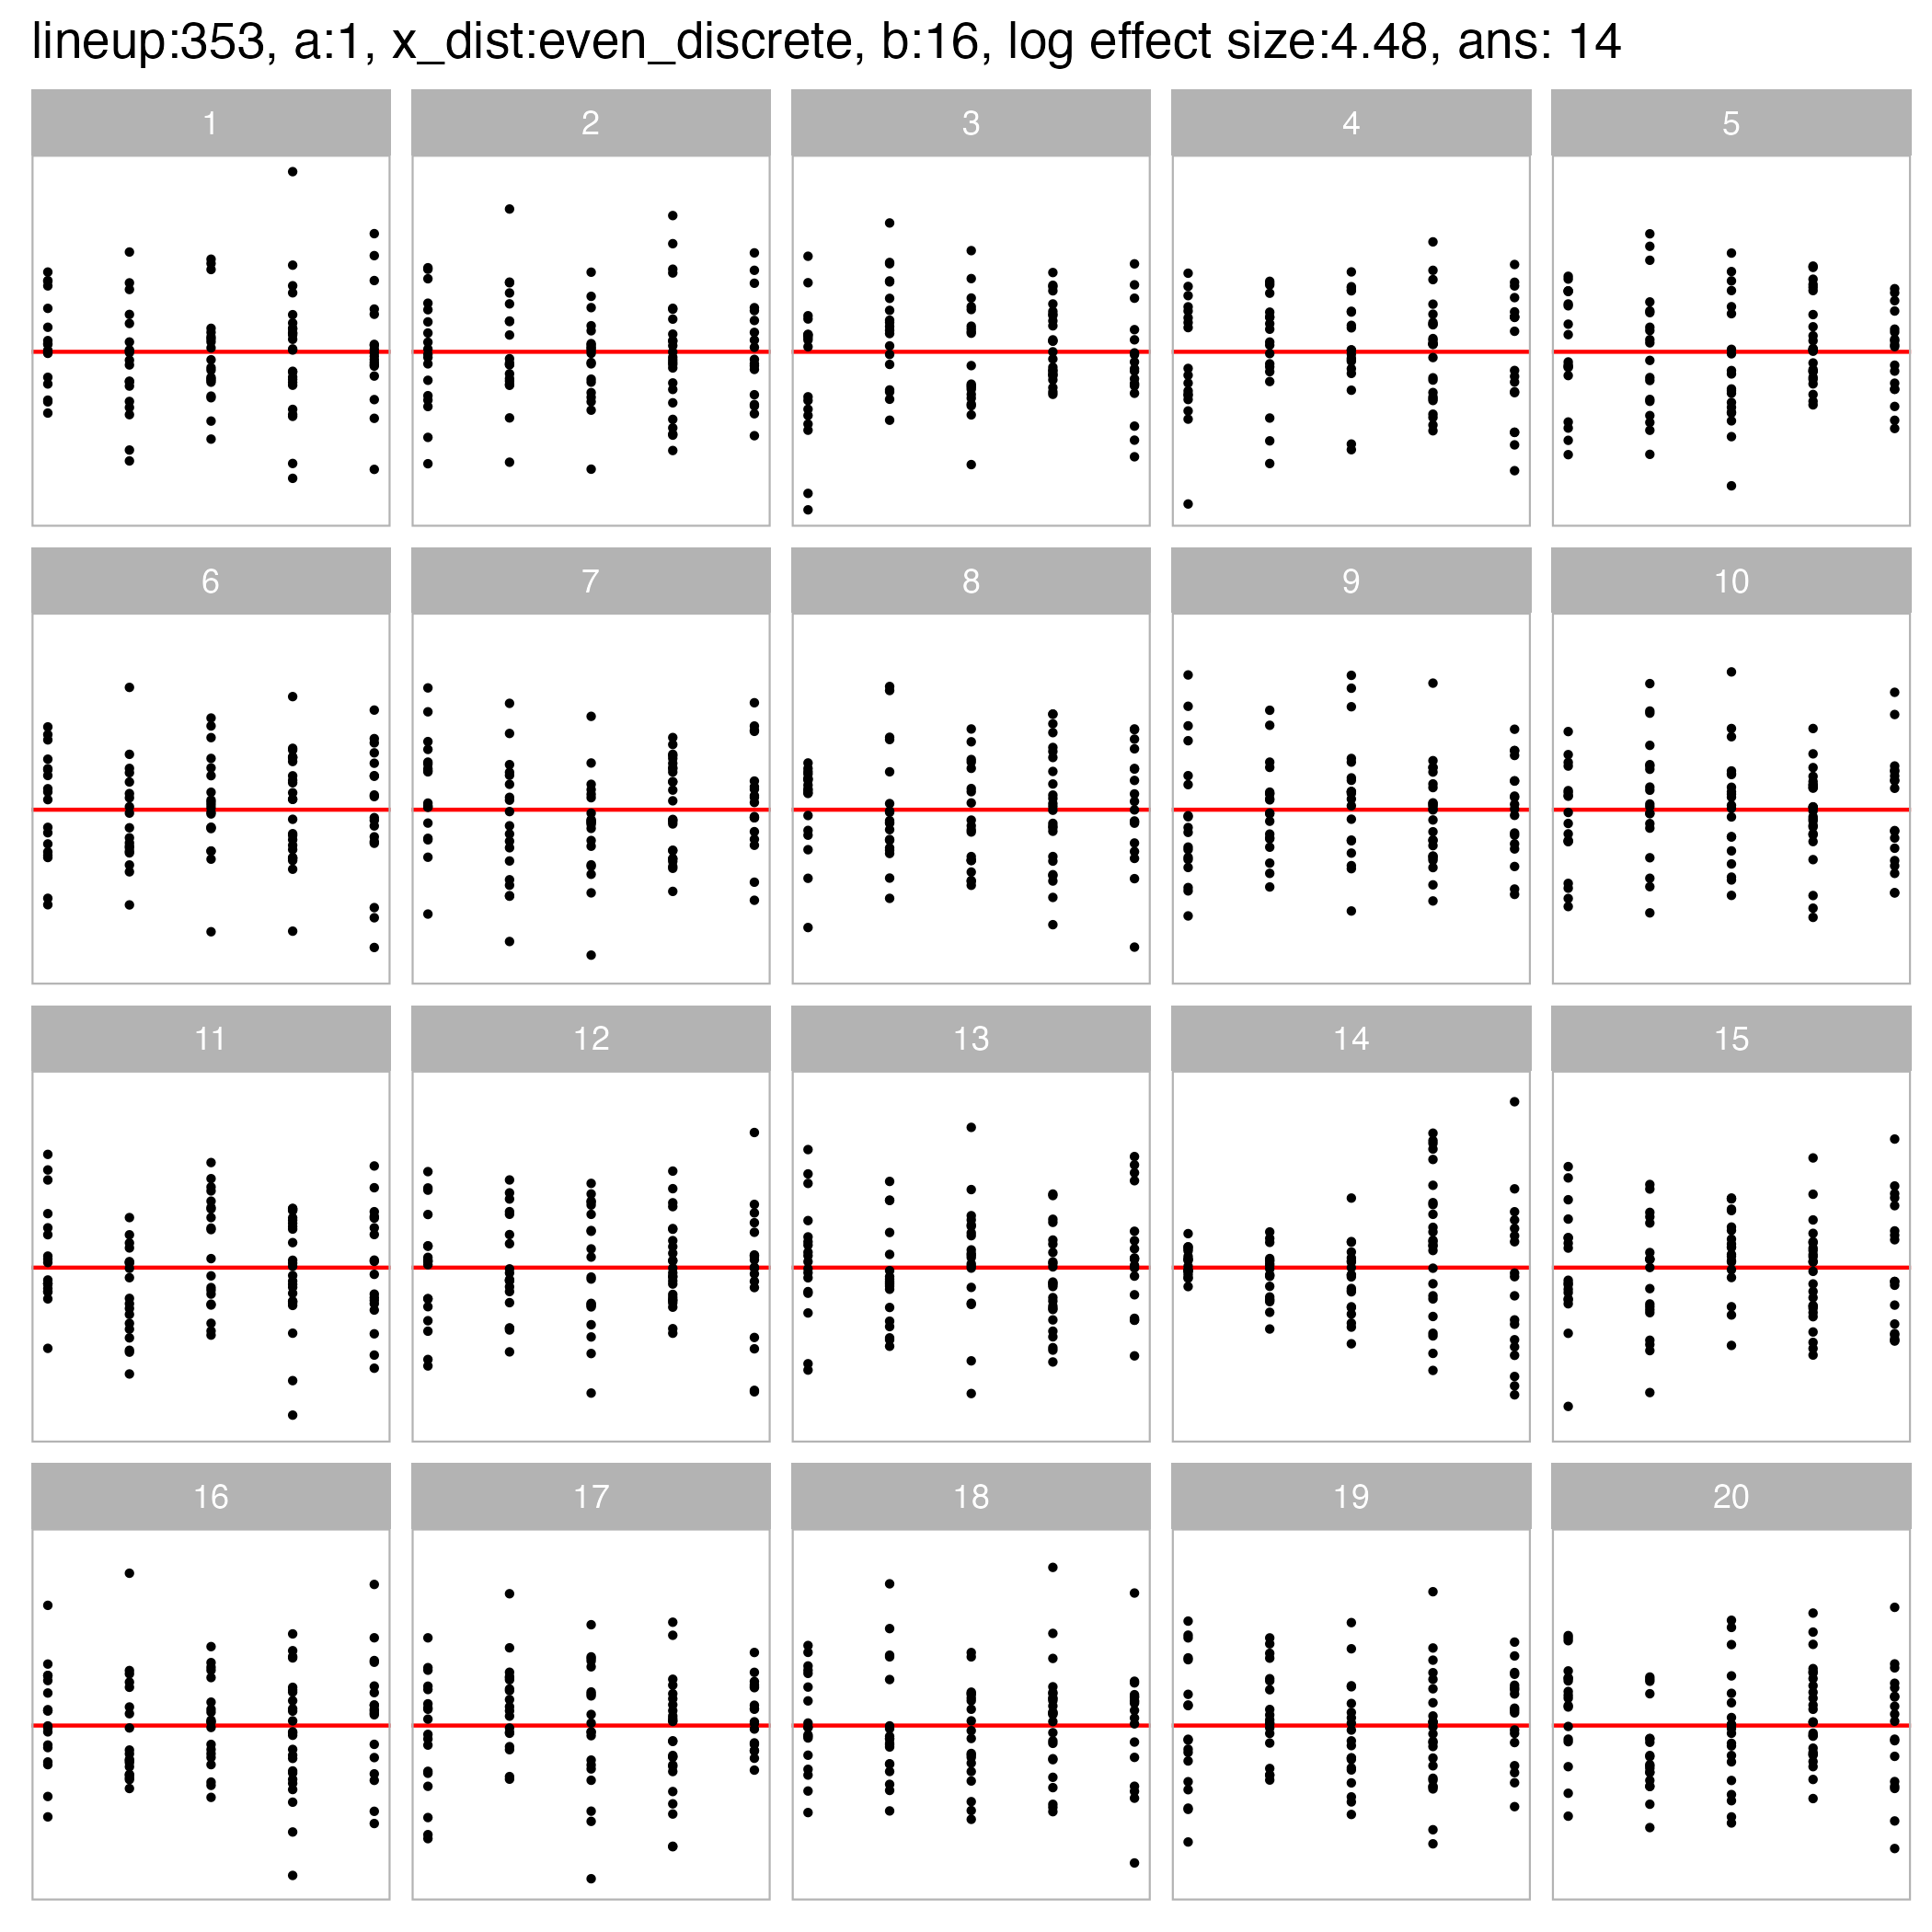 lineup:353, a:1, x_dist:even_discrete, b:16, log effect size:4.48, ans: 14
1 2 3 4 5
6 7 8 9 10
11 12 13 14 15
16 17 18 19 20